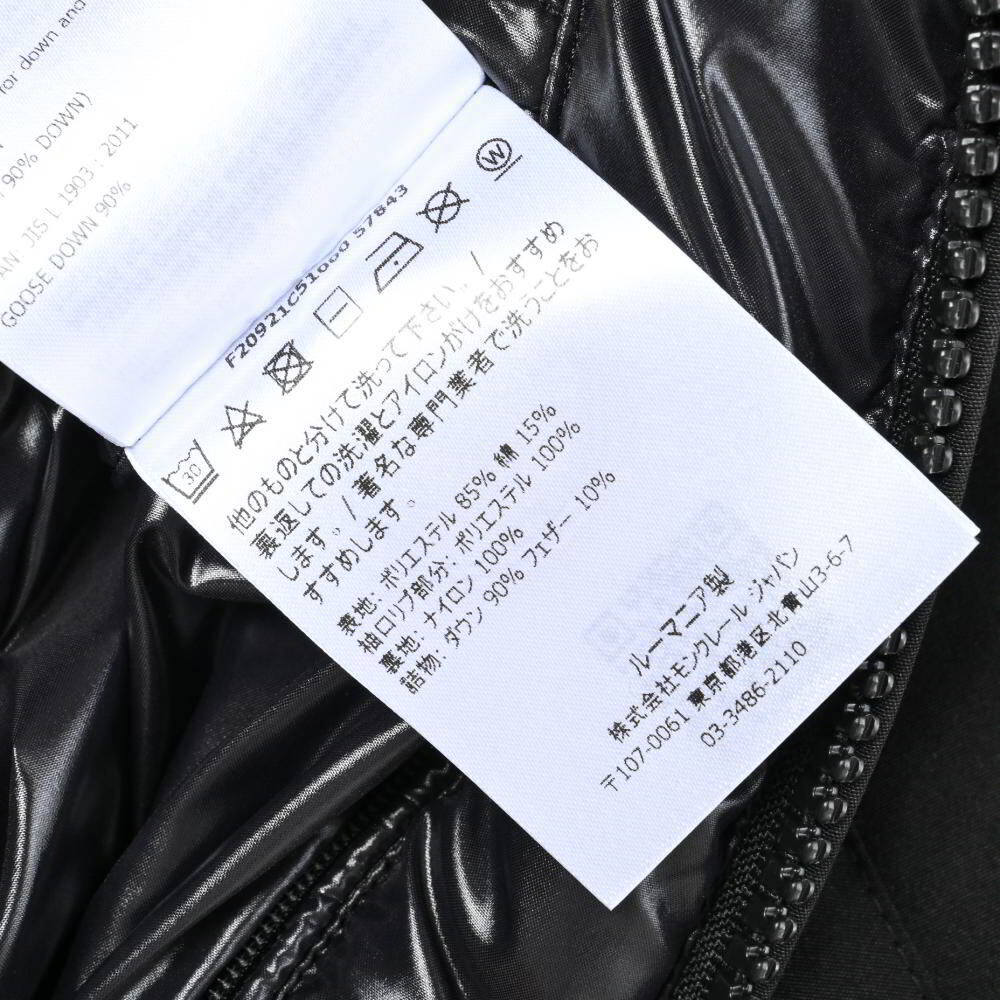 for down and
90% DOWN)
JIS L 1903 : 2011
GOOSE DOWN 90%
F20921C51000 57843
30
W
他のものと分けて洗って下さい。/
裏返しての洗濯とアイロンがけをおすすめ
します。/ 著名な専門業者で洗うことをお
すすめします。
表地: ポリエステル 85% 綿 15%
袖口リブ部分: ポリエステル 100%
裏地: ナイロン 100%
詰物: ダウン 90% フェザー 10%
ルーマニア製
株式会社モンクレール ジャパン
〒107-0061 東京都港区北青山3-6-7
03-3486-2110